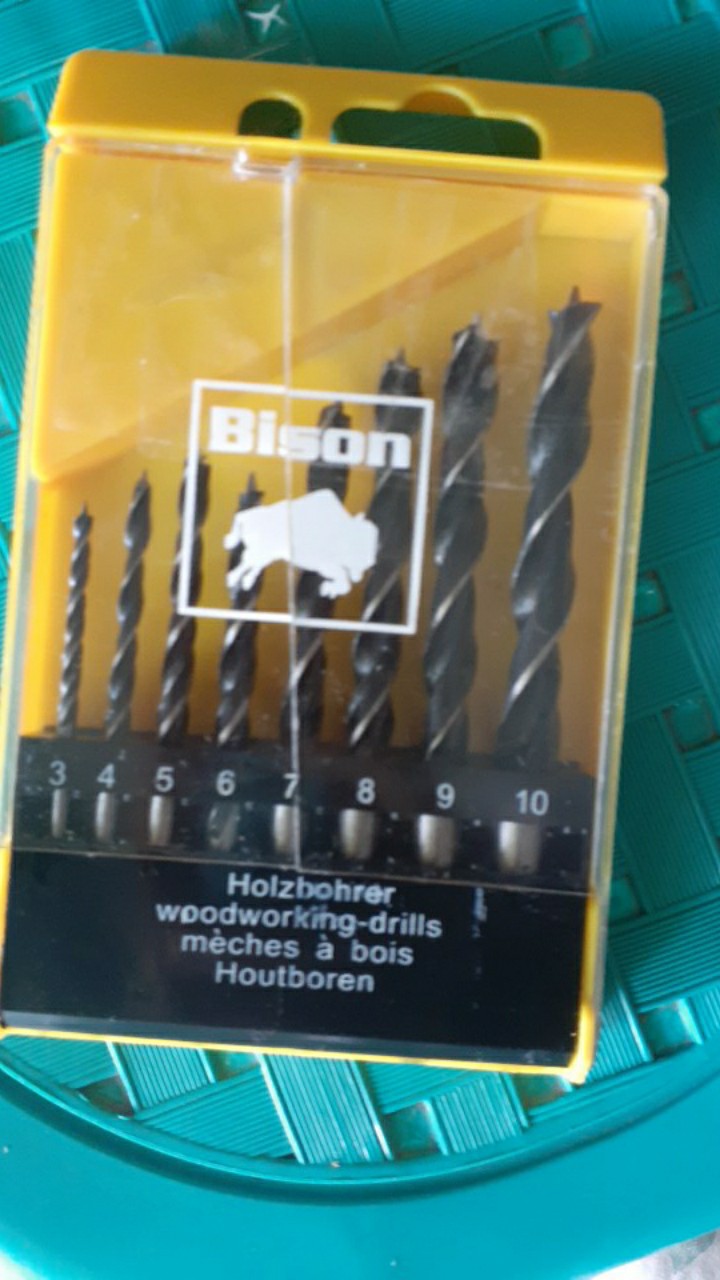 Bison
3 4 5 6 7 8 9 10
Holzbohrer
woodworking-drills
mèches à bois
Houtboren